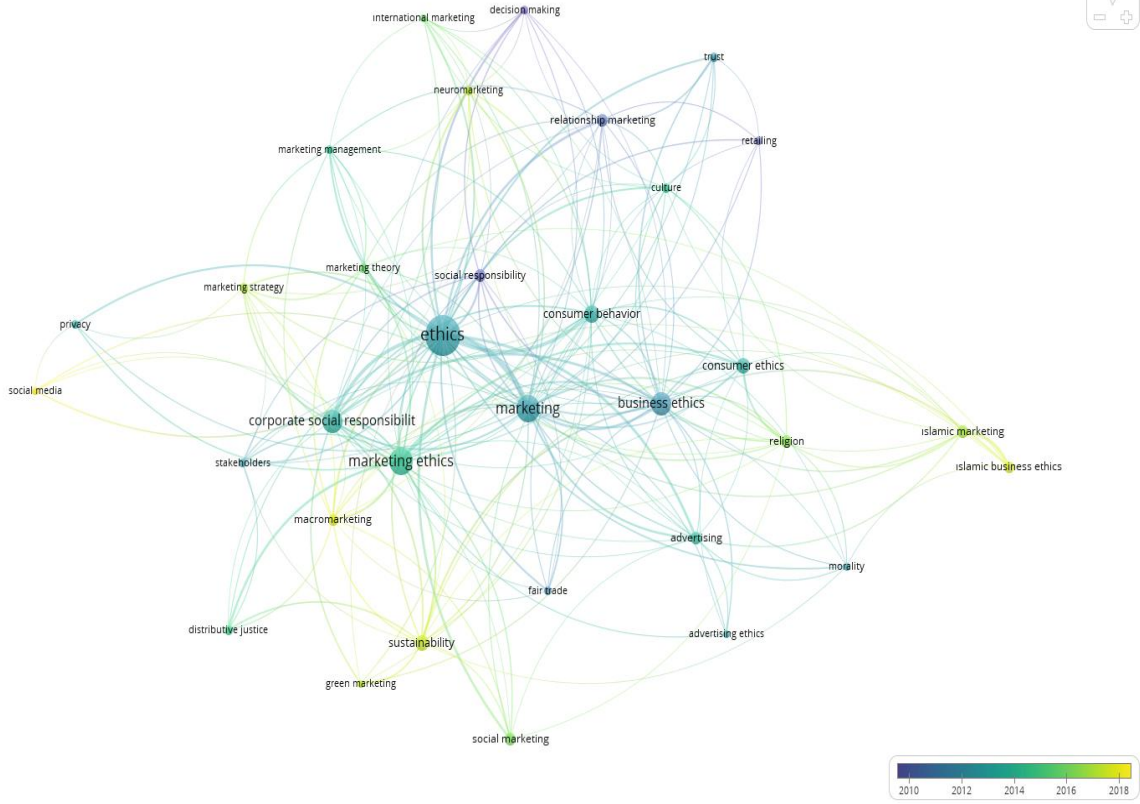 decision making
international marketing
trust
neuromarketing
relationship marketing
retailing
marketing management
culture
marketing theory
social responsibility
marketing strategy
consumer behavior
privacy
ethics
consumer ethics
social media
marketing
business ethics
corporate social responsibilit
islamic marketing
religion
marketing ethics
stakeholders
islamic business ethics
macromarketing
advertising
morality
fair trade
distributive justice
advertising ethics
sustainability
green marketing
social marketing
2010 2012 2014 2016 2018